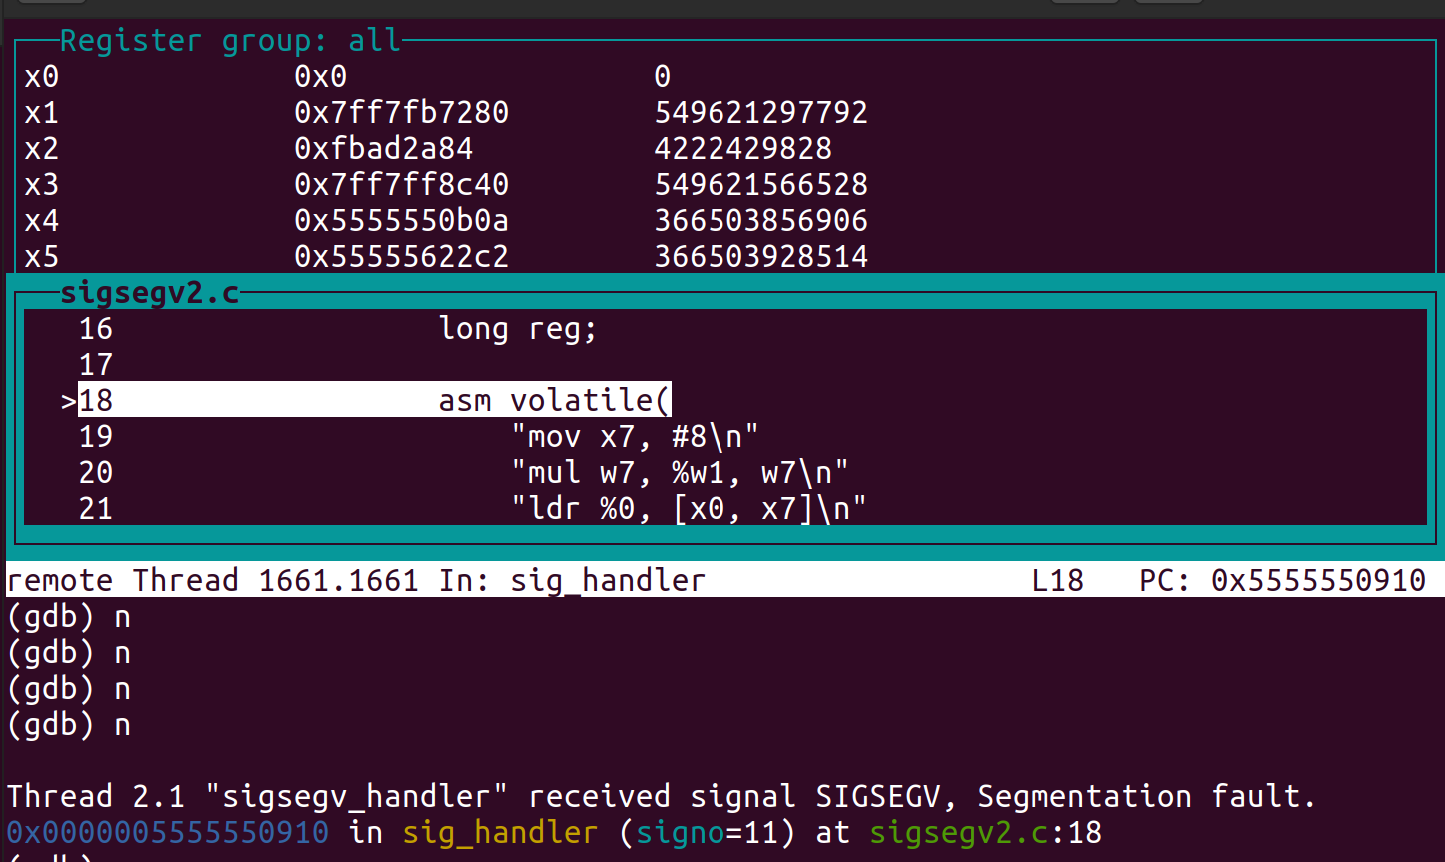 Register group: all
x0 0x0 0
x1 0x7ff7fb7280 549621297792
x2 0xfbad2a84 4222429828
x3 0x7ff7ff8c40 549621566528
x4 0x5555550b0a 366503856906
x5 0x55555622c2 366503928514
sigsegv2.c
16 long reg;
17
>18 asm volatile(
19 "mov x7, #8\n"
20 "mul w7, %w1, w7\n"
21 "ldr %0, [x0, x7]\n"
remote Thread 1661.1661 In: sig_handler L18 PC: 0x5555550910
(gdb) n
(gdb) n
(gdb) n
(gdb) n
Thread 2.1 "sigsegv_handler" received signal SIGSEGV, Segmentation fault.
0x0000005555550910 in sig_handler (signo=11) at sigsegv2.c:18
(gdb)